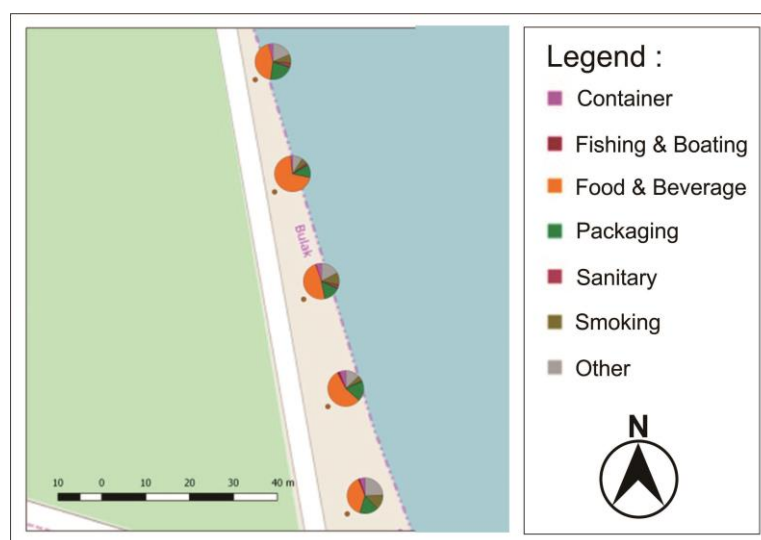 Bulak
10 0 10 20 30 40 m
Legend :
Container
Fishing & Boating
Food & Beverage
Packaging
Sanitary
Smoking
Other
N